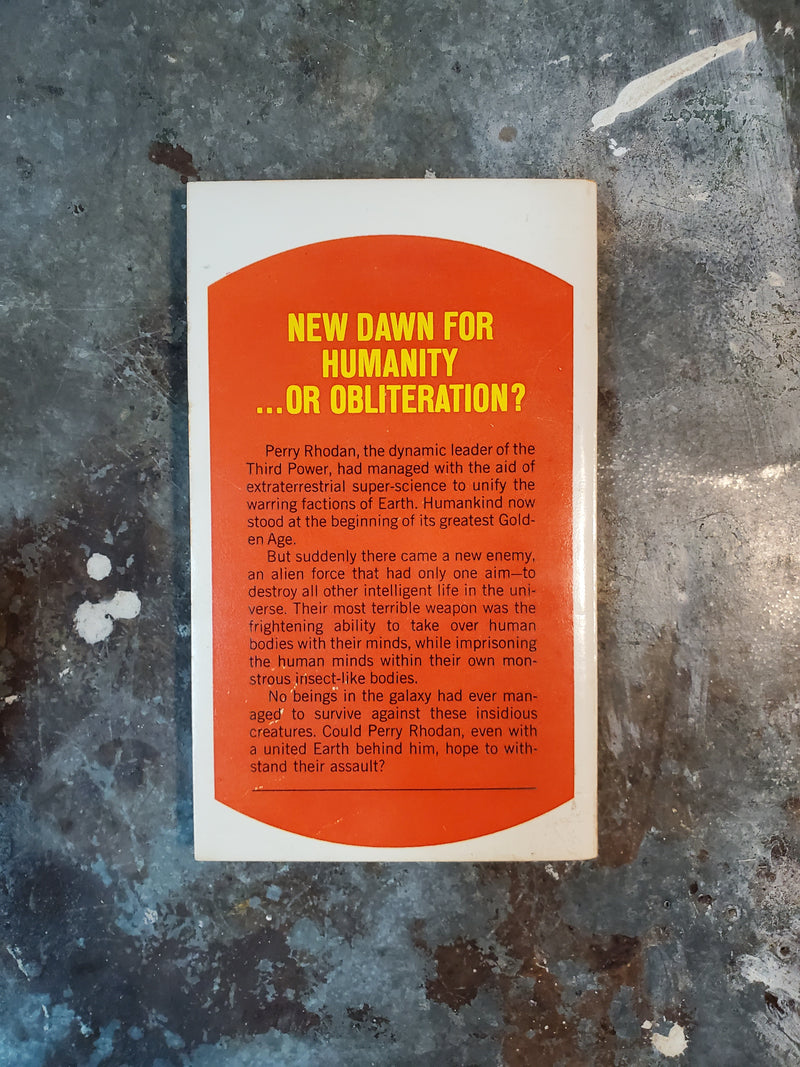 NEW DAWN FOR
HUMANITY
...OR OBLITERATION?
Perry Rhodan, the dynamic leader of the
Third Power, had managed with the aid of
extraterrestrial super-science to unify the
warring factions of Earth. Humankind now
stood at the beginning of its greatest Gold-
en Age.
But suddenly there came a new enemy,
an alien force that had only one aim—to
destroy all other intelligent life in the uni-
verse. Their most terrible weapon was the
frightening ability to take over human
bodies with their minds, while imprisoning
the human minds within their own mon-
strous insect-like bodies.
No beings in the galaxy had ever man-
aged to survive against these insidious
creatures. Could Perry Rhodan, even with
a united Earth behind him, hope to with-
stand their assault?